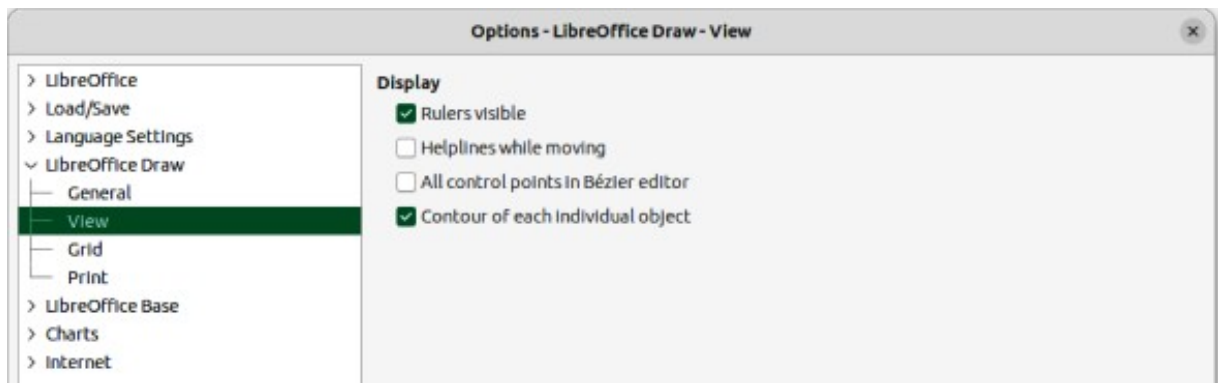 Options - LibreOffice Draw - View
LibreOffice
Load/Save
Language Settings
LibreOffice Draw
General
View
Grid
Print
LibreOffice Base
Charts
Internet
Display
Rulers visible
Helplines while moving
All control points in Bézier editor
Contour of each individual object